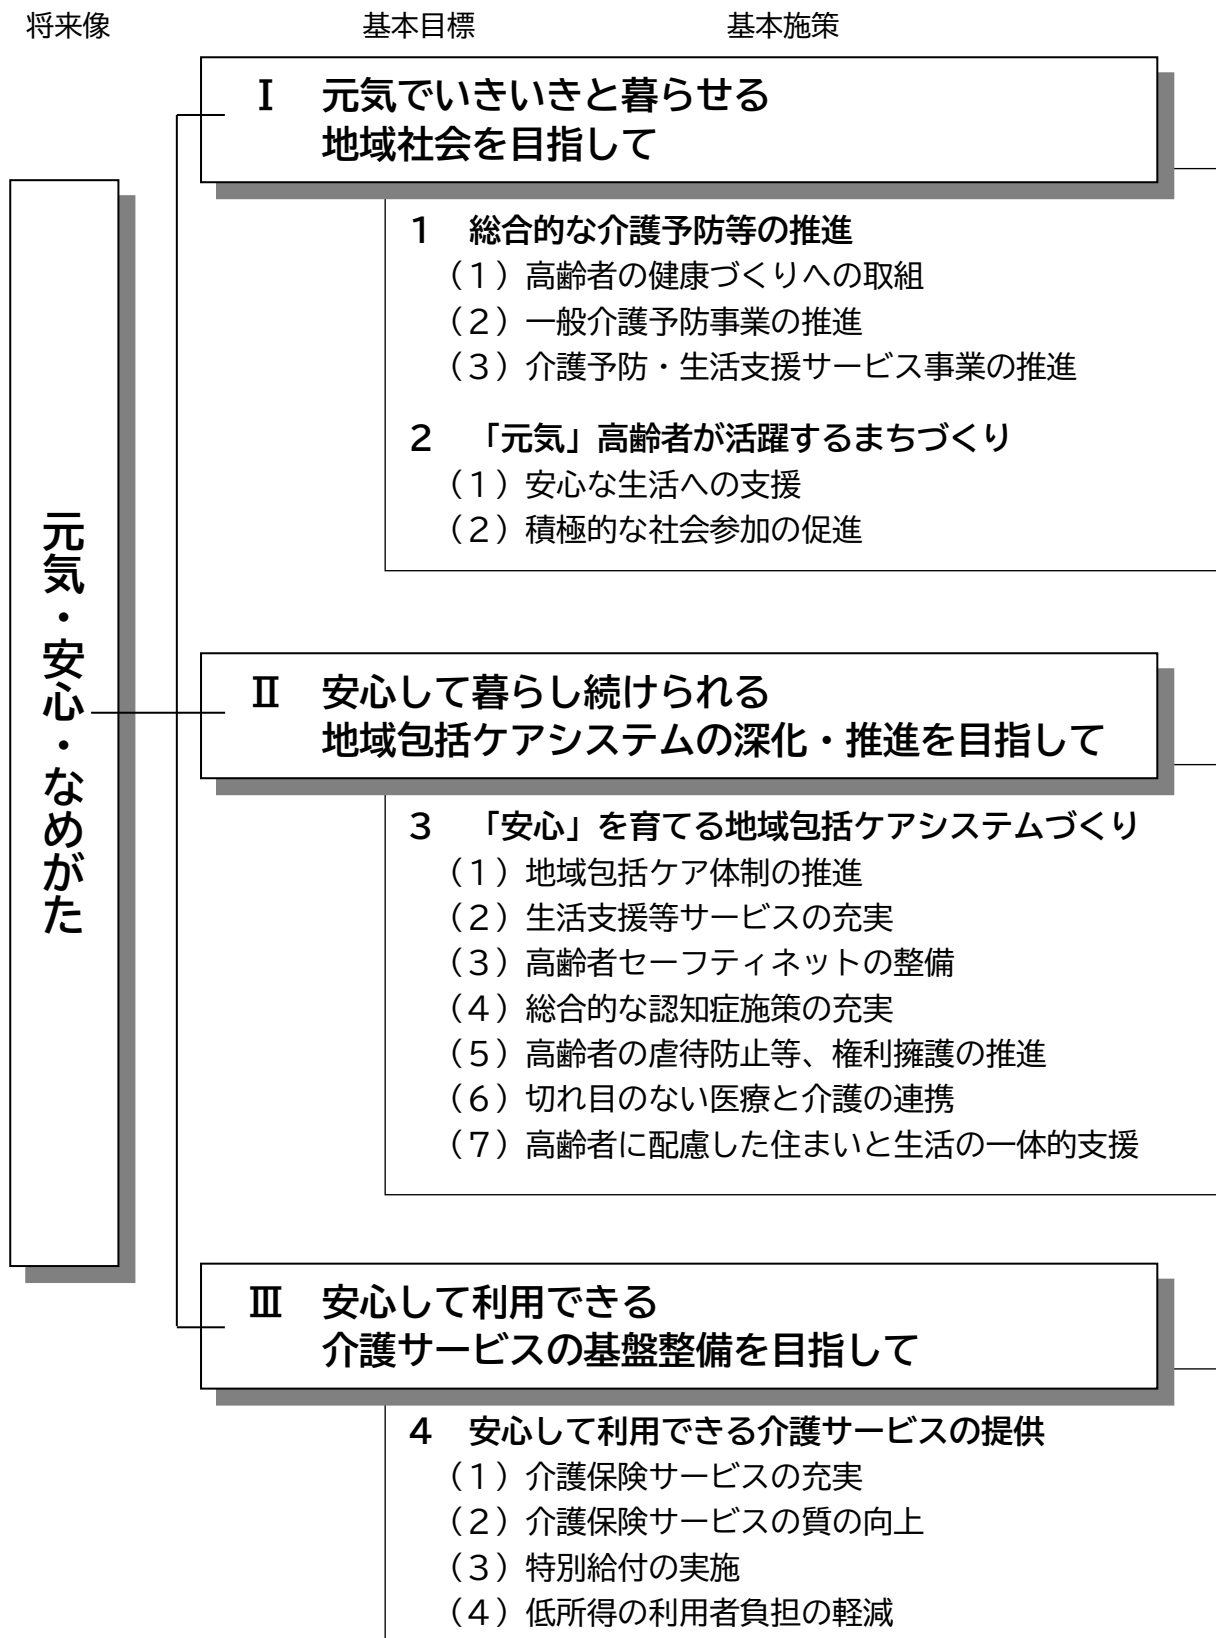 将来像 基本目標 基本施策
元気・安心・なめがた
Ⅰ 元気でいきいきと暮らせる
地域社会を目指して
1 総合的な介護予防等の推進
（1）高齢者の健康づくりへの取組
（2）一般介護予防事業の推進
（3）介護予防・生活支援サービス事業の推進
2 「元気」高齢者が活躍するまちづくり
（1）安心な生活への支援
（2）積極的な社会参加の促進
Ⅱ 安心して暮らし続けられる
地域包括ケアシステムの深化・推進を目指して
3 「安心」を育てる地域包括ケアシステムづくり
（1）地域包括ケア体制の推進
（2）生活支援等サービスの充実
（3）高齢者セーフティネットの整備
（4）総合的な認知症施策の充実
（5）高齢者の虐待防止等、権利擁護の推進
（6）切れ目のない医療と介護の連携
（7）高齢者に配慮した住まいと生活の一体的支援
Ⅲ 安心して利用できる
介護サービスの基盤整備を目指して
4 安心して利用できる介護サービスの提供
（1）介護保険サービスの充実
（2）介護保険サービスの質の向上
（3）特別給付の実施
（4）低所得の利用者負担の軽減